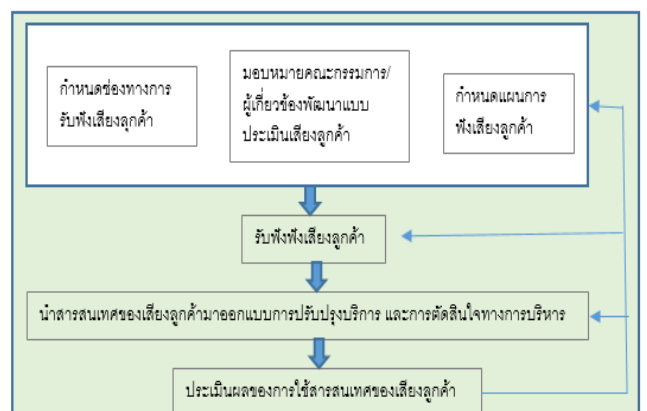 กำหนดช่องทางการ
รับฟังเสียงลูกค้า
มอบหมายคณะกรรมการ/
ผู้เกี่ยวข้องพัฒนาแบบ
ประเมินเสียงลูกค้า
กำหนดแผนการ
ฟังเสียงลูกค้า
รับฟังฟังเสียงลูกค้า
นำสารสนเทศของเสียงลูกค้ามาออกแบบการปรับปรุงบริการ และการตัดสินใจทางการบริหาร
ประเมินผลของการใช้สารสนเทศของเสียงลูกค้า